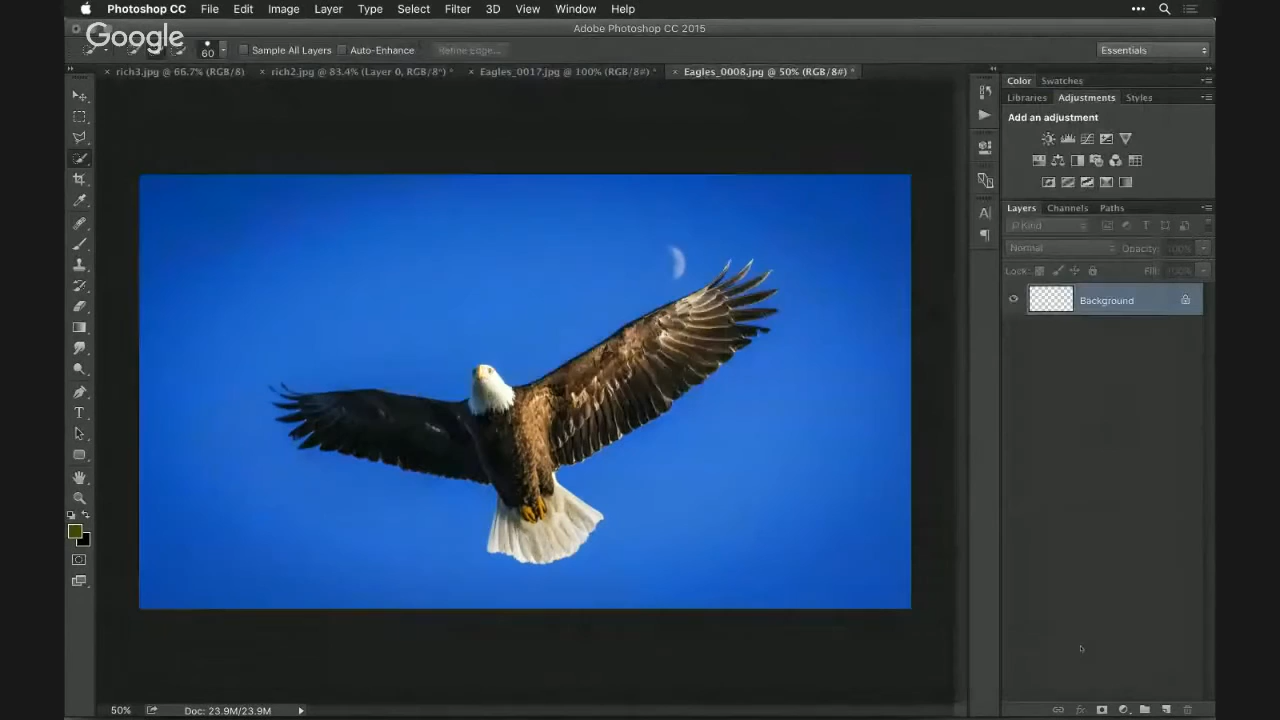 Photoshop CC File Edit Image Layer Type Select Filter 3D View Window Help
Adobe Photoshop CC 2015
Google
60 Sample All Layers Auto-Enhance Refine Edge... Essentials
× rich3.jpg @ 66.7% (RGB/8) × rich2.jpg @ 83.4% (Layer 0, RGB/8*) * × Eagles_0017.jpg @ 100% (RGB/8#) * × Eagles_0008.jpg @ 50% (RGB/8#) *
Color Swatches
Libraries Adjustments Styles
Add an adjustment
Layers Channels Paths
Kind
Normal Opacity: 100%
Lock: Fill: 100%
Background
50% Doc: 23.9M/23.9M